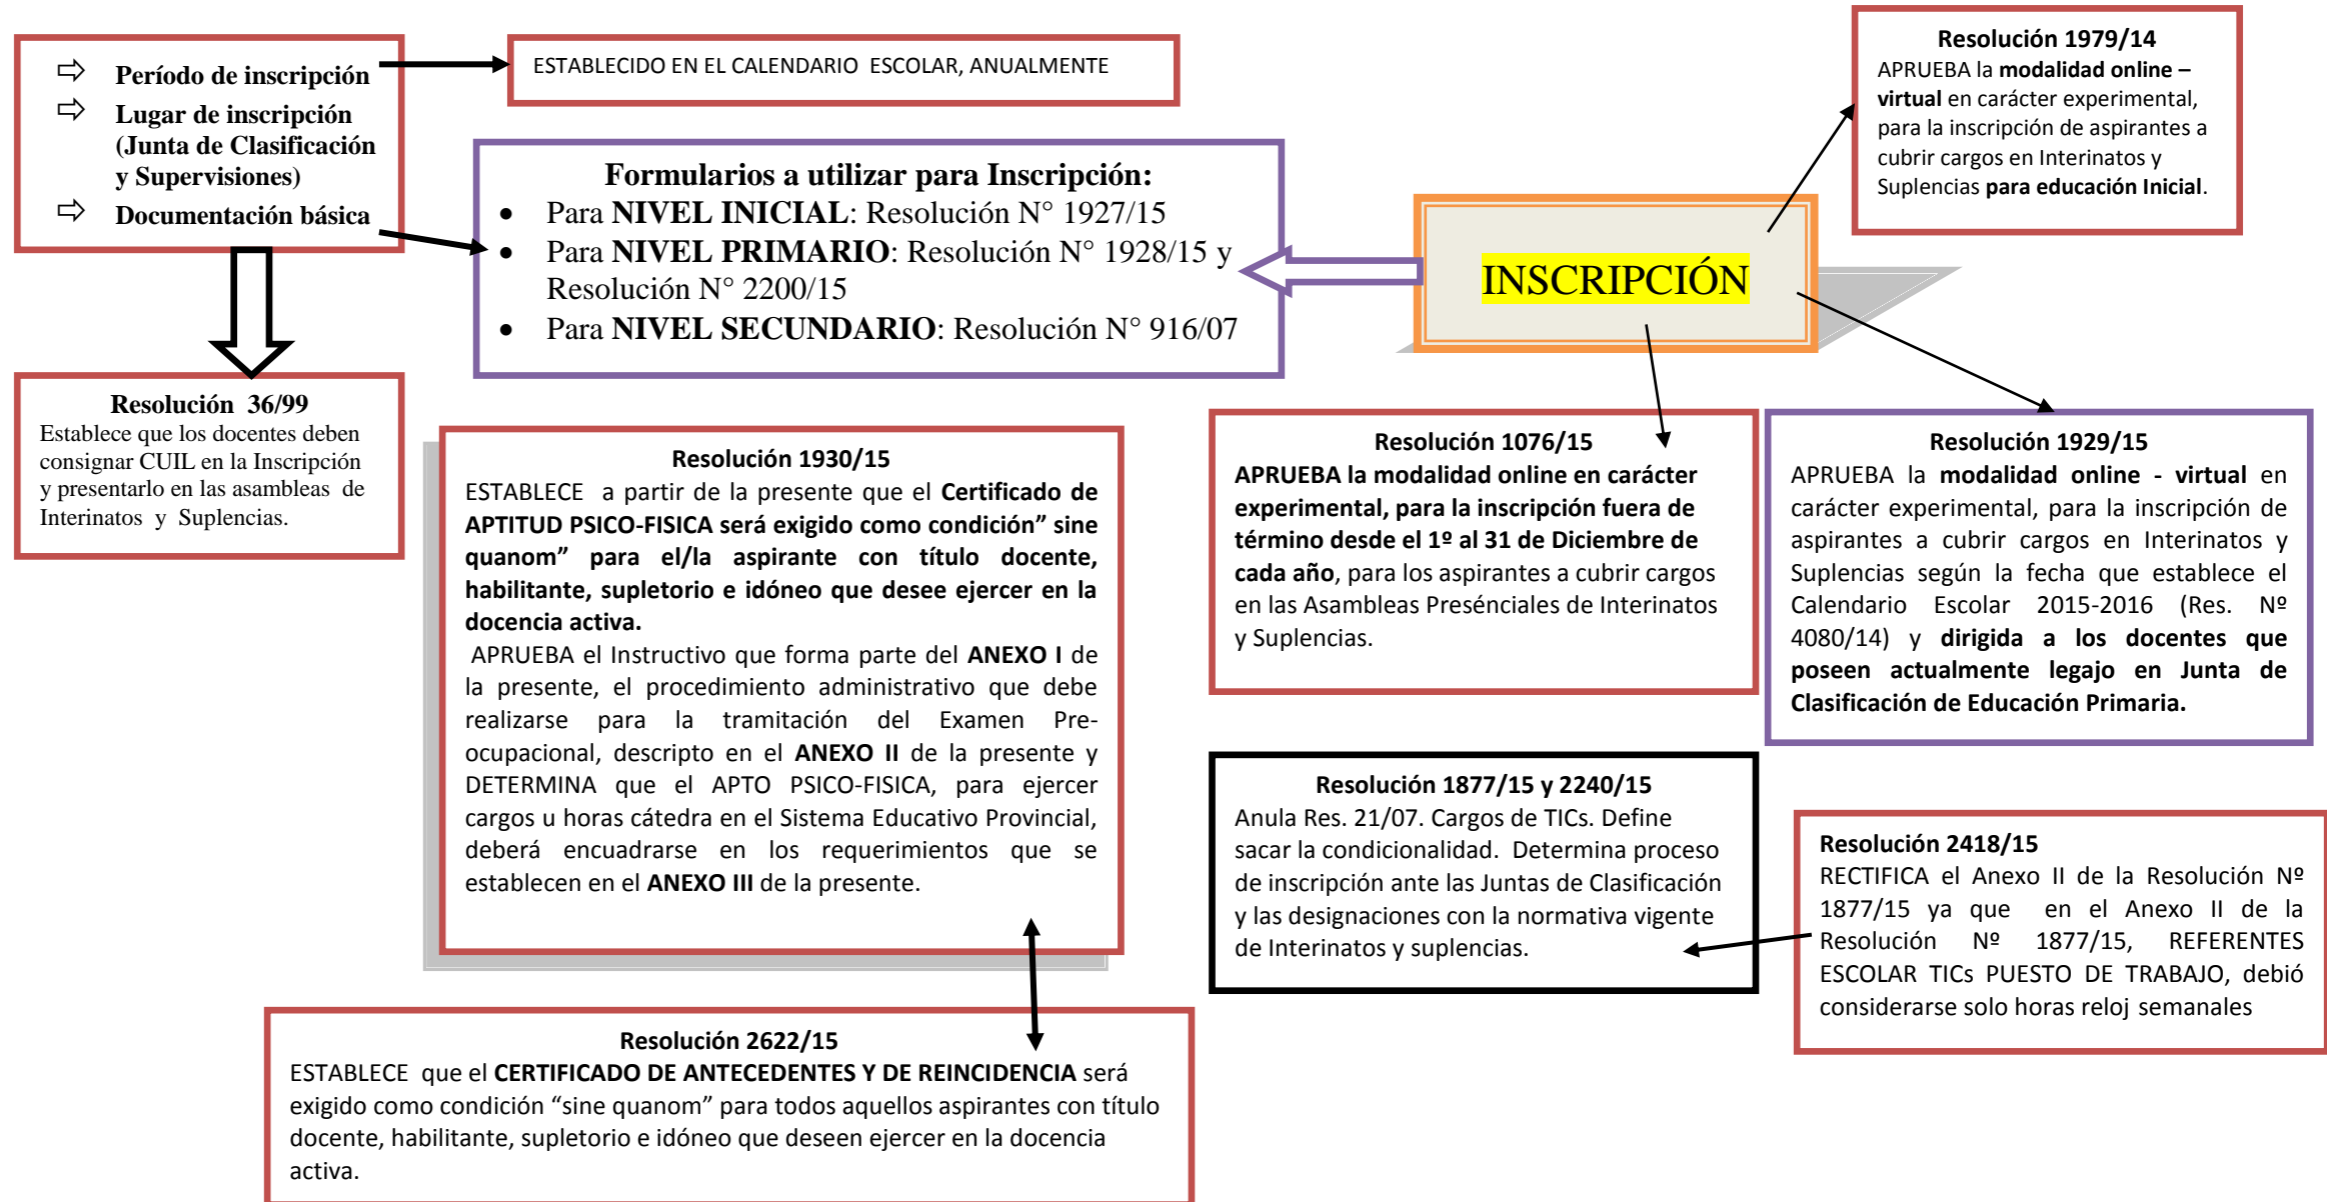 Período de inscripción
Lugar de inscripción
(Junta de Clasificación
y Supervisiones)
Documentación básica
ESTABLECIDO EN EL CALENDARIO ESCOLAR, ANUALMENTE
Resolución 1979/14
APRUEBA la modalidad online –
virtual en carácter experimental,
para la inscripción de aspirantes a
cubrir cargos en Interinatos y
Suplencias para educación Inicial.
Formularios a utilizar para Inscripción:
• Para NIVEL INICIAL: Resolución N° 1927/15
• Para NIVEL PRIMARIO: Resolución N° 1928/15 y
Resolución N° 2200/15
• Para NIVEL SECUNDARIO: Resolución N° 916/07
INSCRIPCIÓN
Resolución 36/99
Establece que los docentes deben
consignar CUIL en la Inscripción
y presentarlo en las asambleas de
Interinatos y Suplencias.
Resolución 1930/15
ESTABLECE a partir de la presente que el Certificado de
APTITUD PSICO-FISICA será exigido como condición” sine
quanom” para el/la aspirante con título docente,
habilitante, supletorio e idóneo que desee ejercer en la
docencia activa.
APRUEBA el Instructivo que forma parte del ANEXO I de
la presente, el procedimiento administrativo que debe
realizarse para la tramitación del Examen Pre-
ocupacional, descripto en el ANEXO II de la presente y
DETERMINA que el APTO PSICO-FISICA, para ejercer
cargos u horas cátedra en el Sistema Educativo Provincial,
deberá encuadrarse en los requerimientos que se
establecen en el ANEXO III de la presente.
Resolución 1076/15
APRUEBA la modalidad online en carácter
experimental, para la inscripción fuera de
término desde el 1º al 31 de Diciembre de
cada año, para los aspirantes a cubrir cargos
en las Asambleas Presénciales de Interinatos
y Suplencias.
Resolución 1929/15
APRUEBA la modalidad online - virtual en
carácter experimental, para la inscripción de
aspirantes a cubrir cargos en Interinatos y
Suplencias según la fecha que establece el
Calendario Escolar 2015-2016 (Res. Nº
4080/14) y dirigida a los docentes que
poseen actualmente legajo en Junta de
Clasificación de Educación Primaria.
Resolución 1877/15 y 2240/15
Anula Res. 21/07. Cargos de TICs. Define
sacar la condicionalidad. Determina proceso
de inscripción ante las Juntas de Clasificación
y las designaciones con la normativa vigente
de Interinatos y suplencias.
Resolución 2418/15
RECTIFICA el Anexo II de la Resolución Nº
1877/15 ya que en el Anexo II de la
Resolución Nº 1877/15, REFERENTES
ESCOLAR TICs PUESTO DE TRABAJO, debió
considerarse solo horas reloj semanales
Resolución 2622/15
ESTABLECE que el CERTIFICADO DE ANTECEDENTES Y DE REINCIDENCIA será
exigido como condición “sine quanom” para todos aquellos aspirantes con título
docente, habilitante, supletorio e idóneo que deseen ejercer en la docencia
activa.